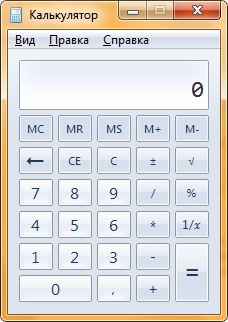 Калькулятор
Вид Правка Справка
0
MC MR MS M+ M-
← CE C ± √
7 8 9 / %
4 5 6 * 1/x
1 2 3 - =
0 , +